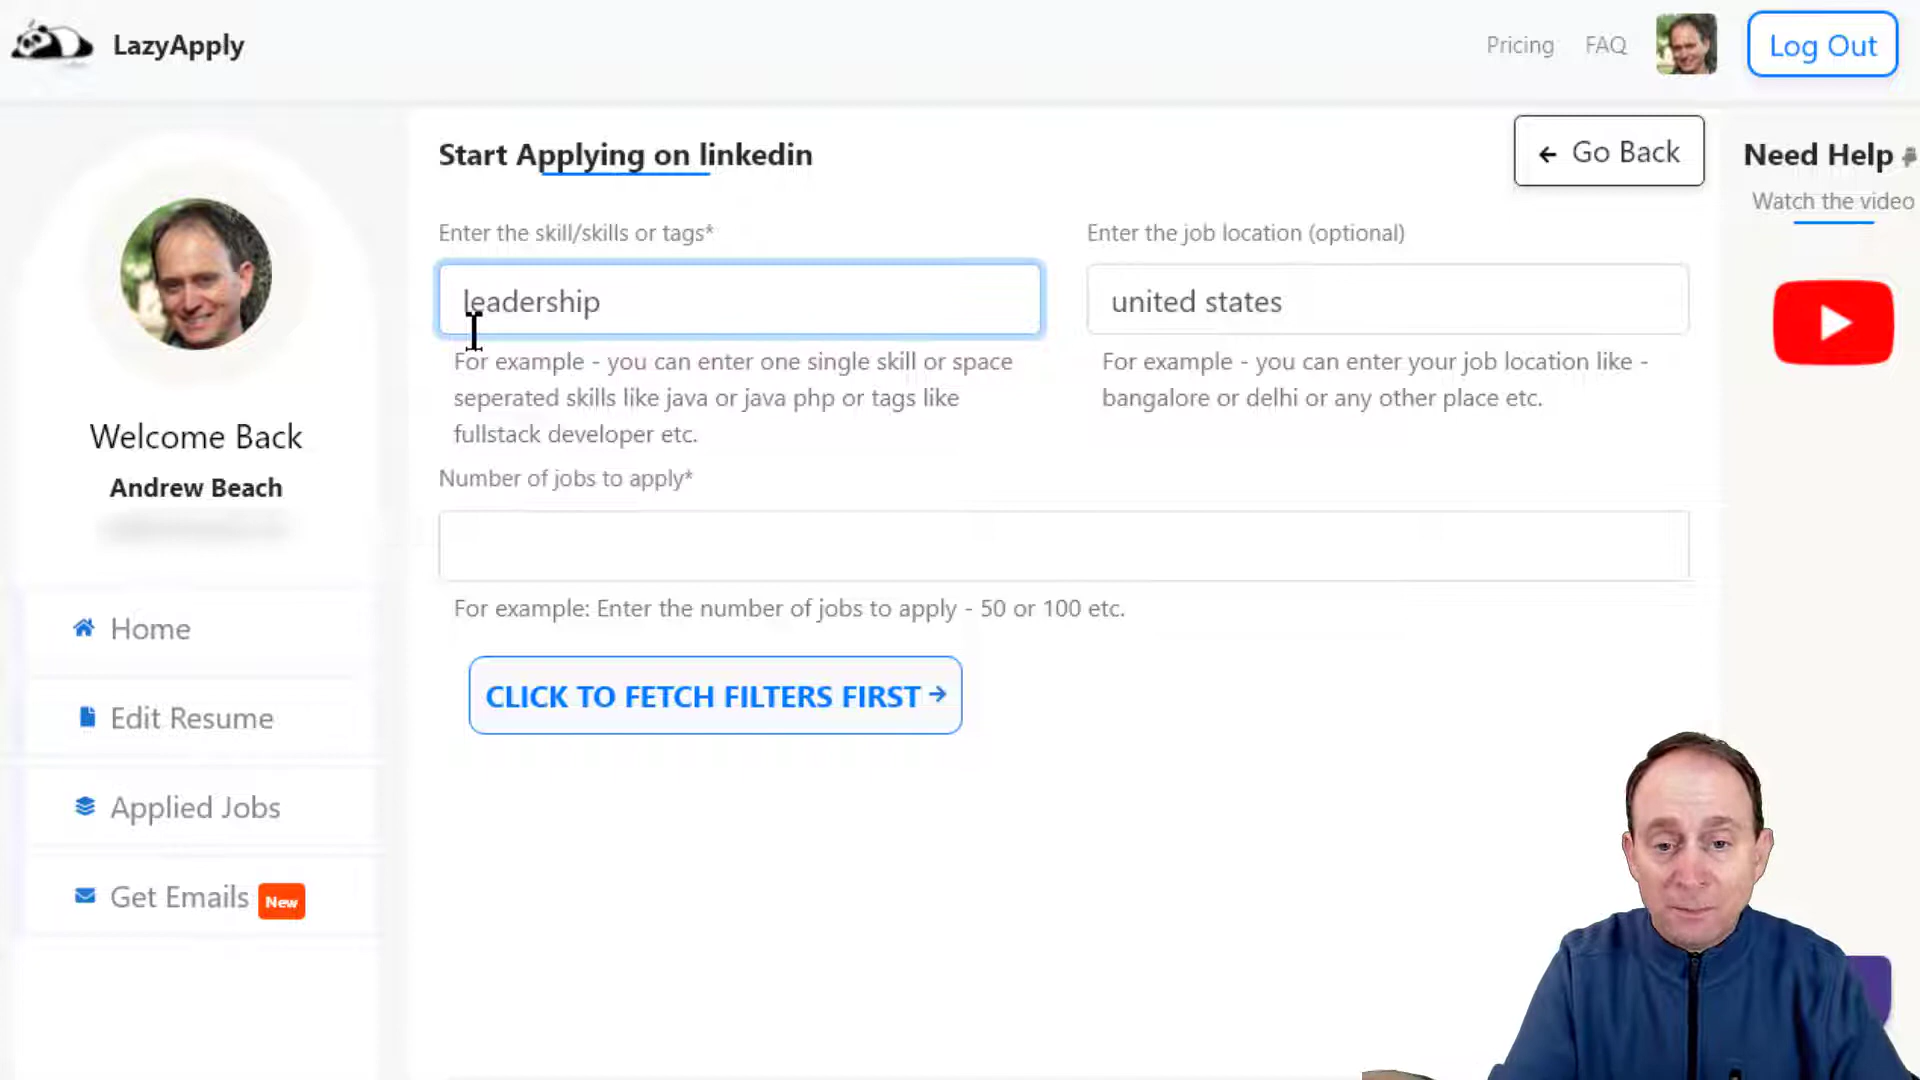 LazyApply
Pricing
FAQ
Log Out
Welcome Back
Andrew Beach
Home
Edit Resume
Applied Jobs
Get Emails New
Start Applying on linkedin
← Go Back
Enter the skill/skills or tags*
leadership
For example - you can enter one single skill or space
seperated skills like java or java php or tags like
fullstack developer etc.
Enter the job location (optional)
united states
For example - you can enter your job location like -
bangalore or delhi or any other place etc.
Number of jobs to apply*
For example: Enter the number of jobs to apply - 50 or 100 etc.
CLICK TO FETCH FILTERS FIRST →
Need Help
Watch the video